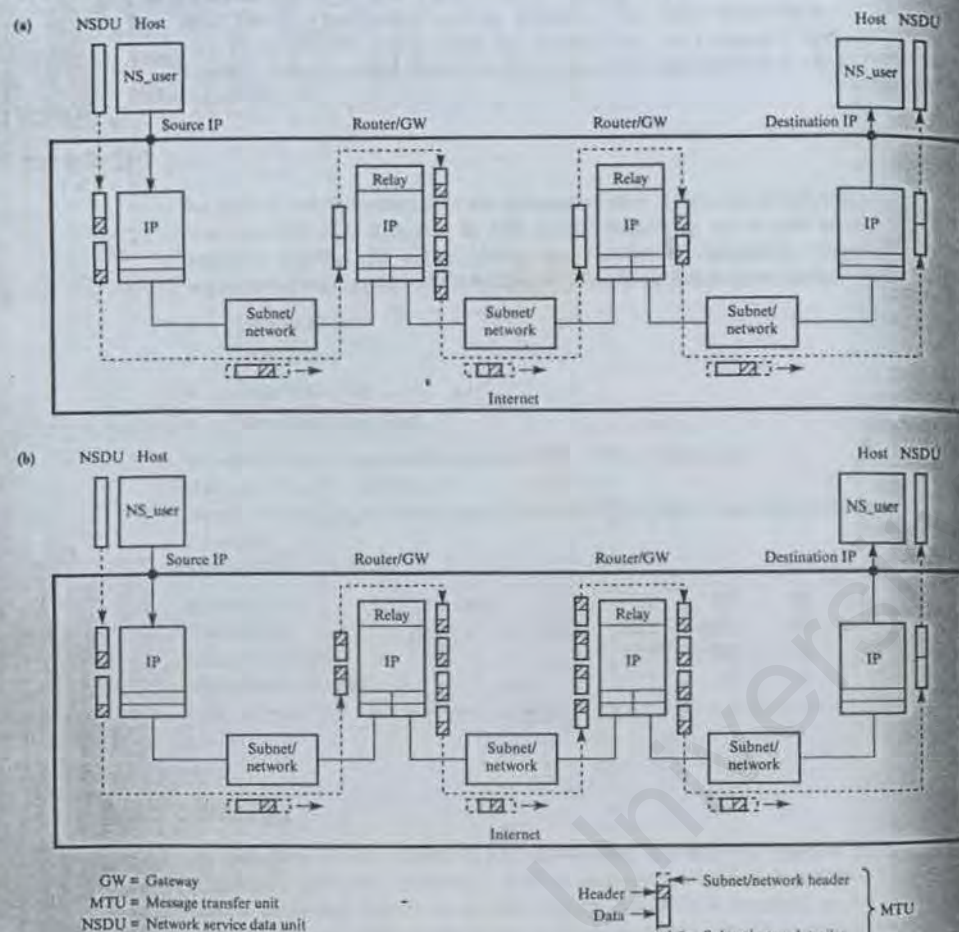 (a) NSDU Host
Host NSDU
NS_user
NS_user
Source IP
Router/GW
Router/GW
Destination IP
Relay
Relay
IP
IP
IP
IP
Subnet/
network
Subnet/
network
Subnet/
network
Internet
(b) NSDU Host
Host NSDU
NS_user
NS_user
Source IP
Router/GW
Router/GW
Destination IP
Relay
Relay
IP
IP
IP
IP
Subnet/
network
Subnet/
network
Subnet/
network
Internet
GW = Gateway
MTU = Message transfer unit
NSDU = Network service data unit
Subnet/network header
Header
Data
MTU
Univers